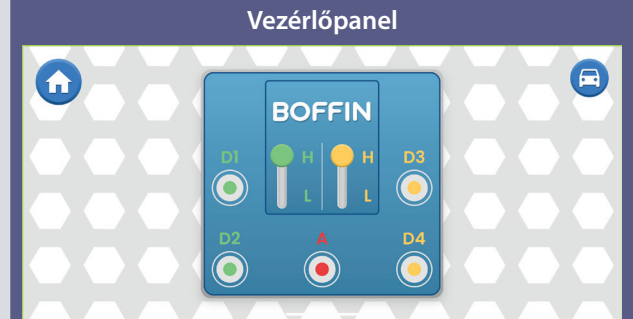 Vezérlőpanel
BOFFIN
D1 H H D3
L L
D2 A D4